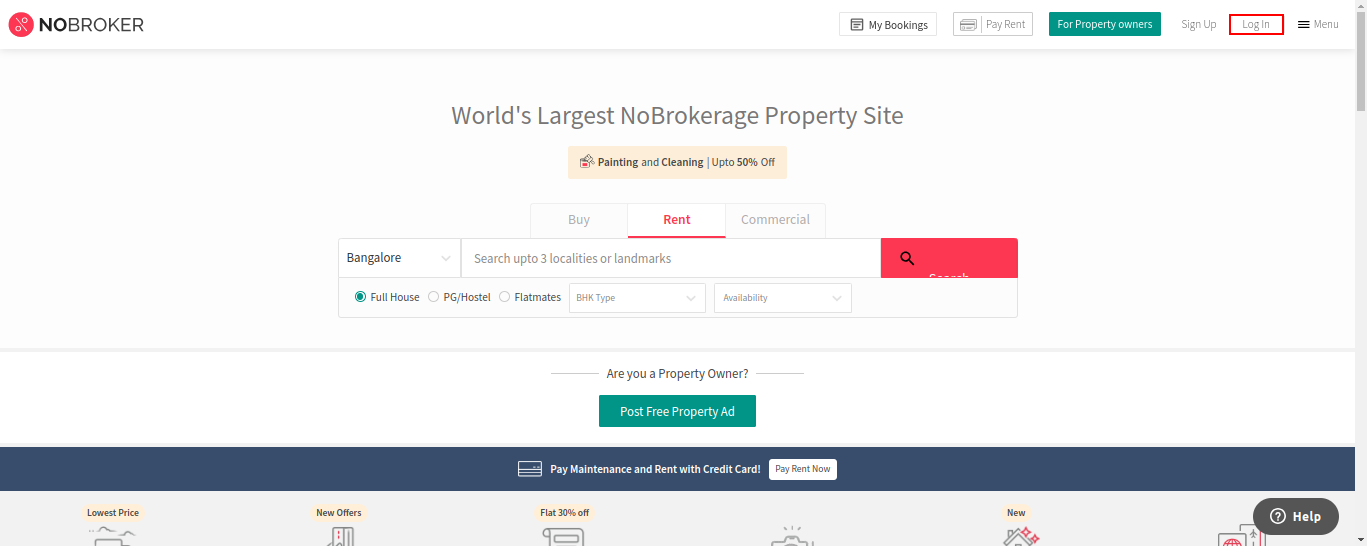 NOBROKER
My Bookings
Pay Rent
For Property owners
Sign Up
Log In
Menu
World's Largest NoBrokerage Property Site
Painting and Cleaning | Upto 50% Off
Buy
Rent
Commercial
Bangalore
Search upto 3 localities or landmarks
Search
Full House
PG/Hostel
Flatmates
BHK Type
Availability
Are you a Property Owner?
Post Free Property Ad
Pay Maintenance and Rent with Credit Card!
Pay Rent Now
Lowest Price
New Offers
Flat 30% off
New
Help